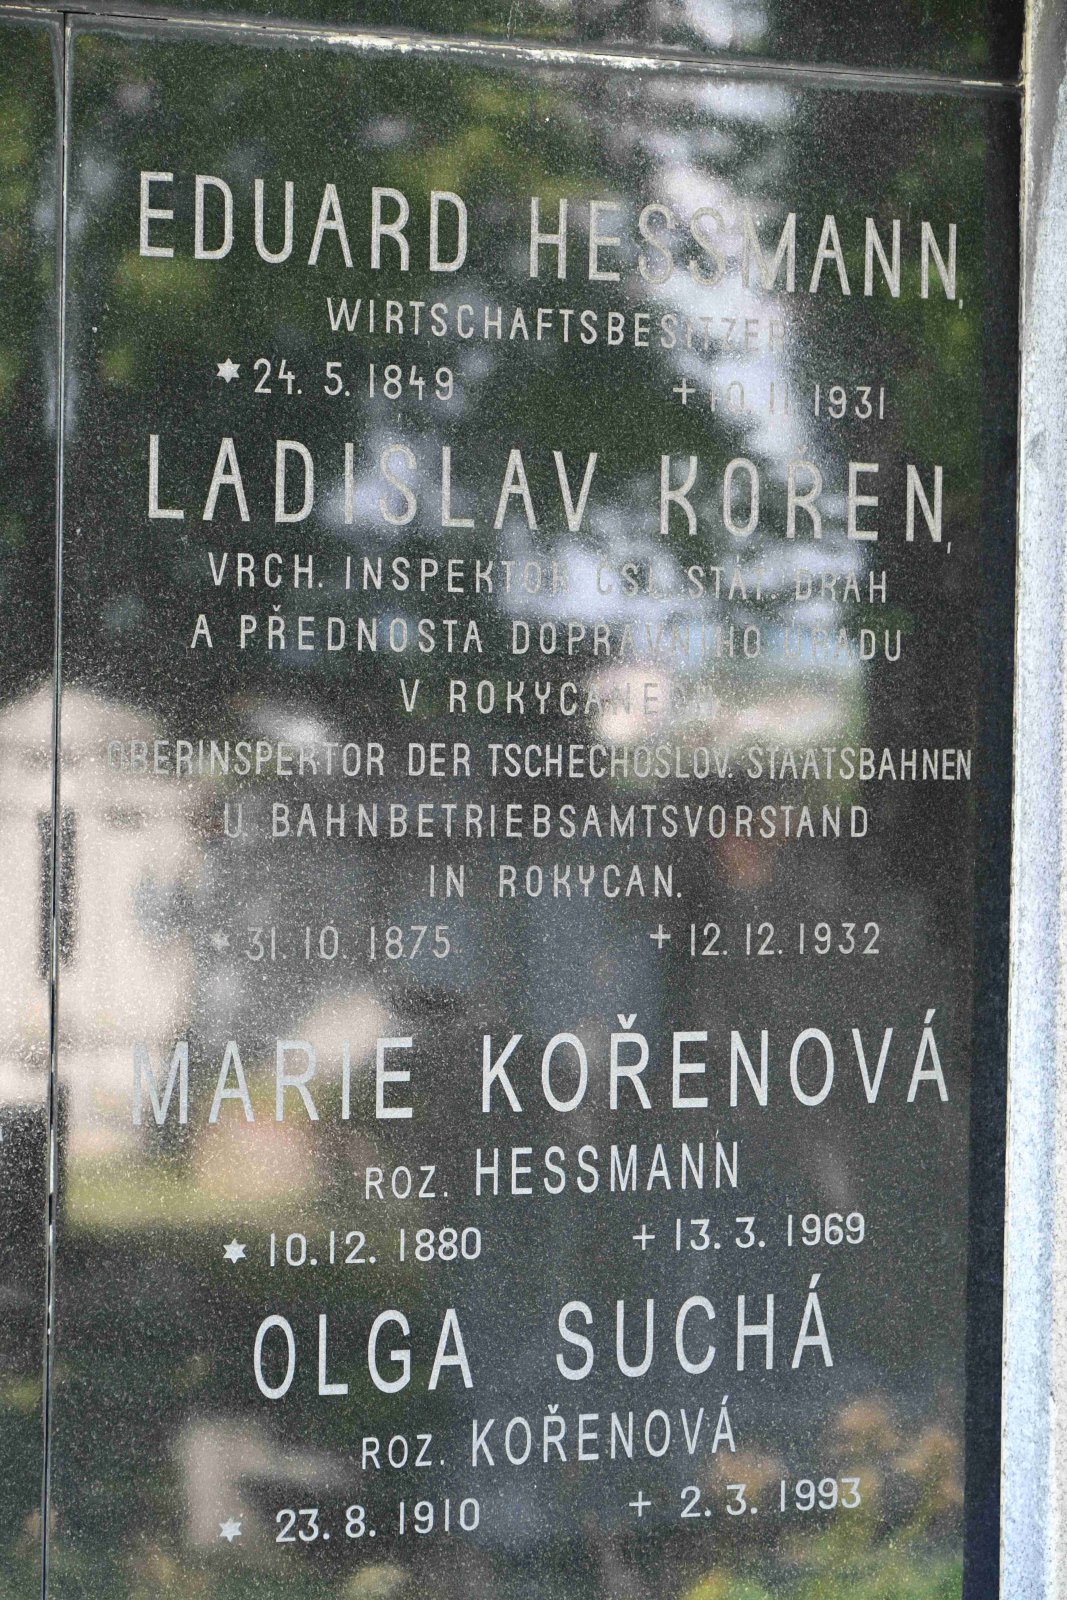 EDUARD HESSMANN,
WIRTSCHAFTSBESITZER
* 24. 5. 1849 + 10. 11. 1931
LADISLAV KOŘEN,
VRCH. INSPEKTOR ČSL. STÁT. DRAH
A PŘEDNOSTA DOPRAVNÍHO ÚŘADU
V ROKYCANECH
OBERINSPEKTOR DER TSCHECHOSLOV. STAATSBAHNEN
U. BAHNBETRIEBSAMTSVORSTAND
IN ROKYCAN.
* 31. 10. 1875 + 12. 12. 1932
MARIE KOŘENOVÁ
ROZ. HESSMANN
* 10. 12. 1880 + 13. 3. 1969
OLGA SUCHÁ
ROZ. KOŘENOVÁ
* 23. 8. 1910 + 2. 3. 1993